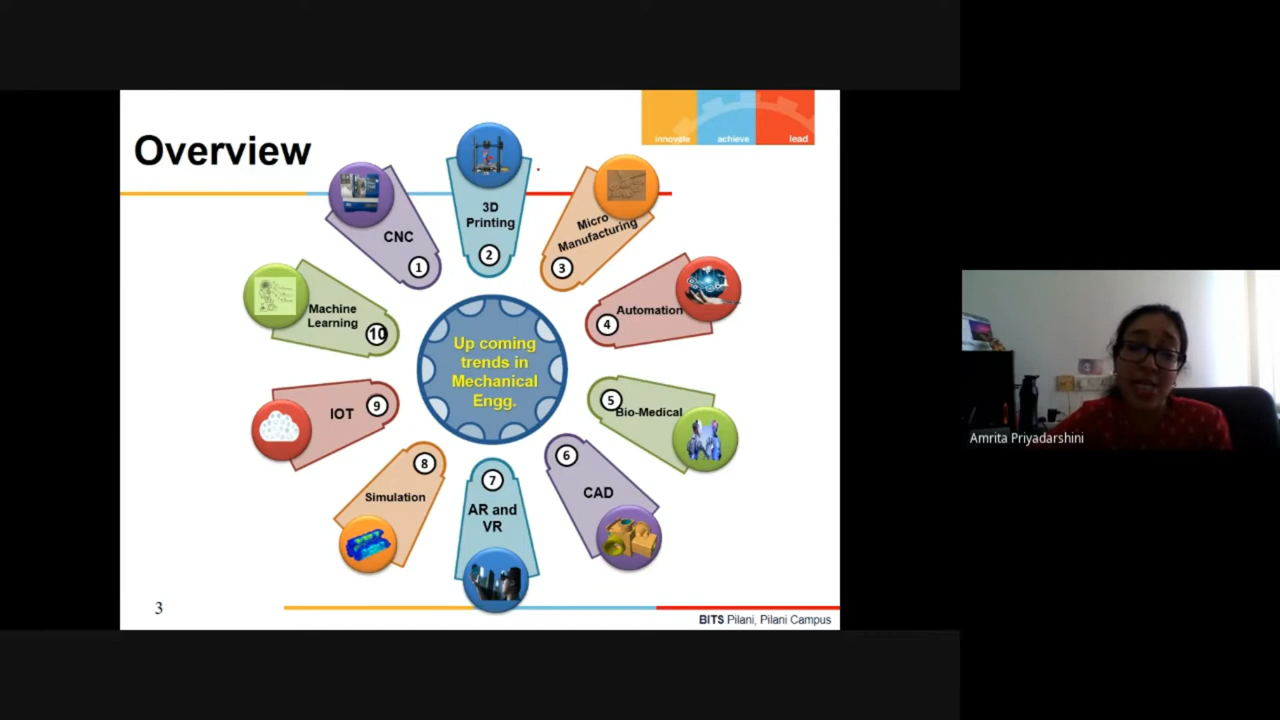 Overview
innovate achieve lead
CNC
1
3D
Printing
2
Micro
Manufacturing
3
Automation
4
5
Bio-Medical
6
CAD
7
AR and
VR
8
Simulation
IOT
9
Machine
Learning
10
Up coming
trends in
Mechanical
Engg.
3
BITS Pilani, Pilani Campus
Amrita Priyadarshini